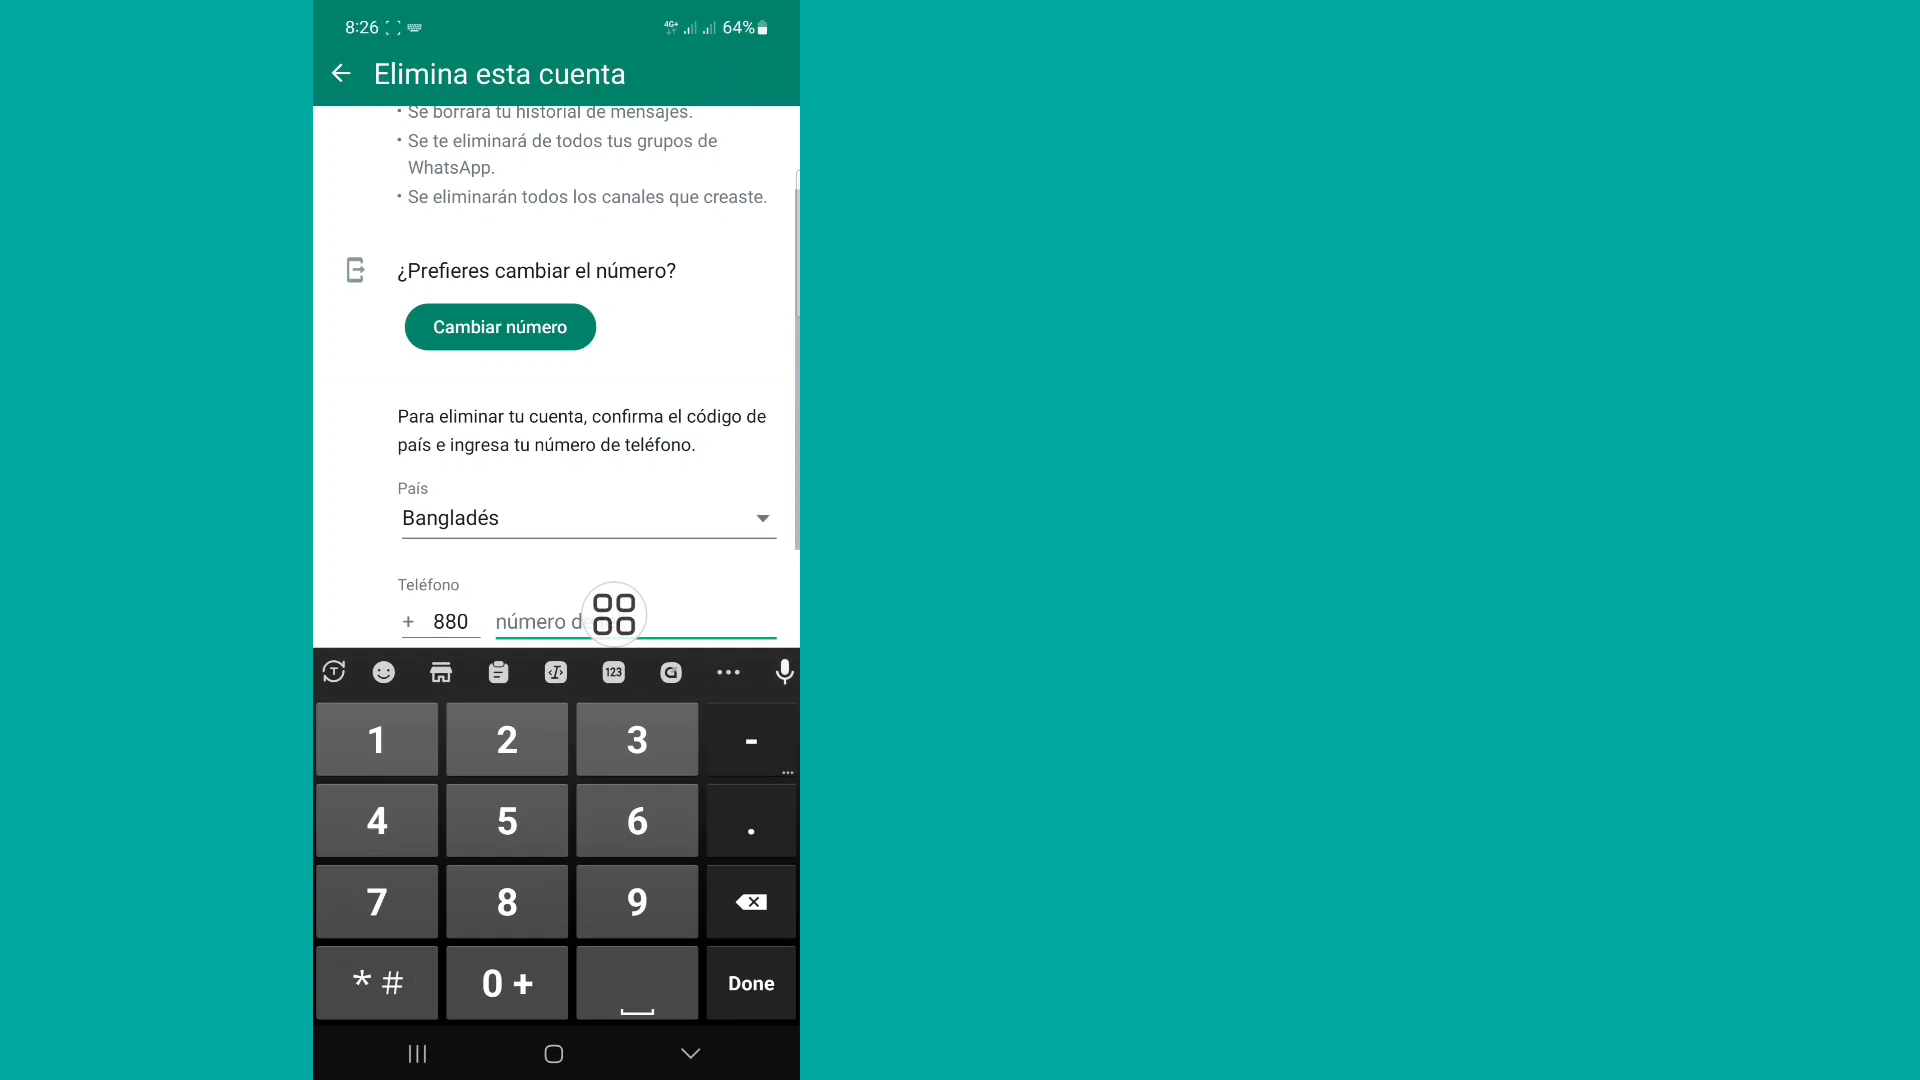 8:26 4G+ 64%
Elimina esta cuenta
• Se borrará tu historial de mensajes.
• Se te eliminará de todos tus grupos de
WhatsApp.
• Se eliminarán todos los canales que creaste.
¿Prefieres cambiar el número?
Cambiar número
Para eliminar tu cuenta, confirma el código de
país e ingresa tu número de teléfono.
País
Bangladés
Teléfono
+ 880 número
123
1 2 3 -
4 5 6 .
7 8 9
* # 0 + Done